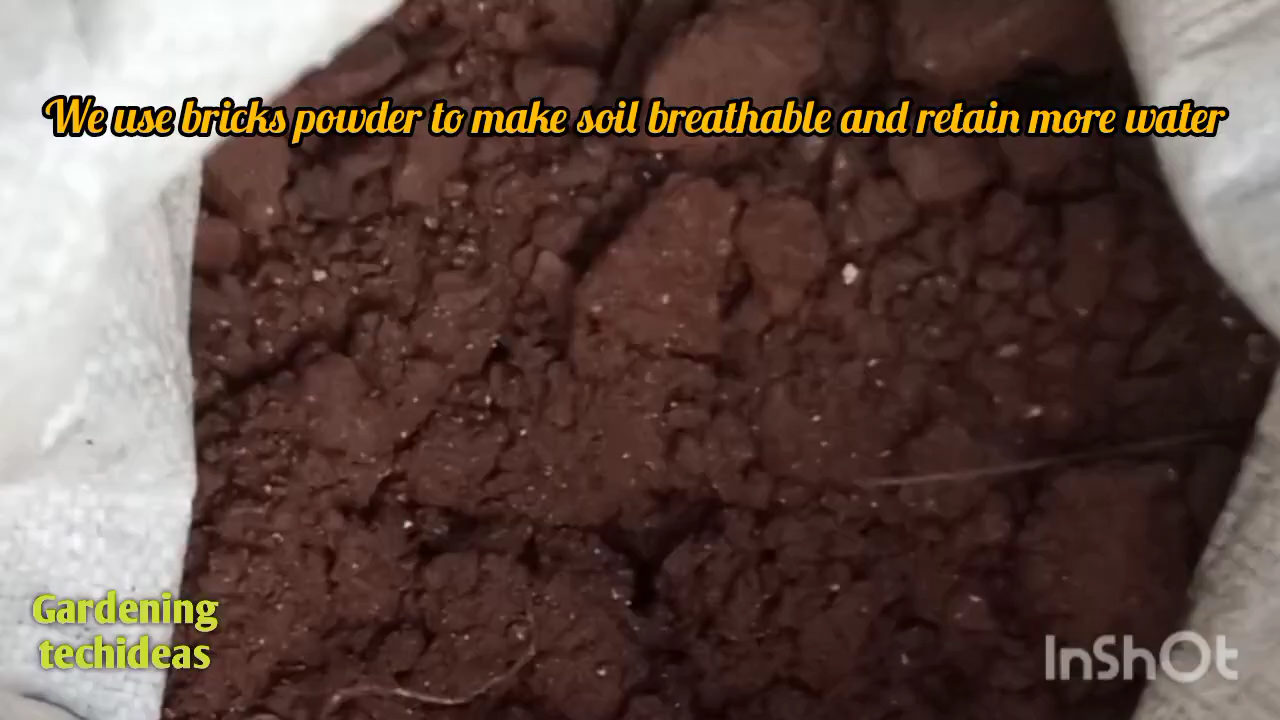 We use bricks powder to make soil breathable and retain more water
Gardening
techideas
InShOt